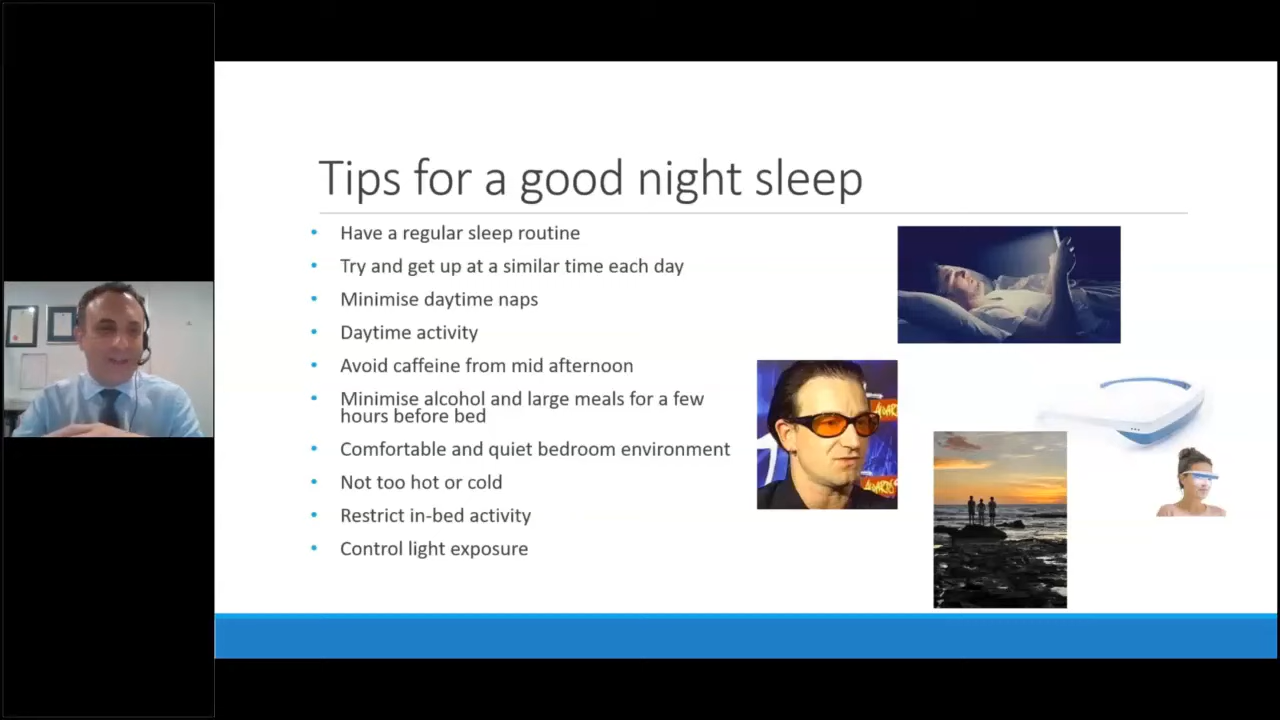 Tips for a good night sleep
Have a regular sleep routine
Try and get up at a similar time each day
Minimise daytime naps
Daytime activity
Avoid caffeine from mid afternoon
Minimise alcohol and large meals for a few
hours before bed
Comfortable and quiet bedroom environment
Not too hot or cold
Restrict in-bed activity
Control light exposure